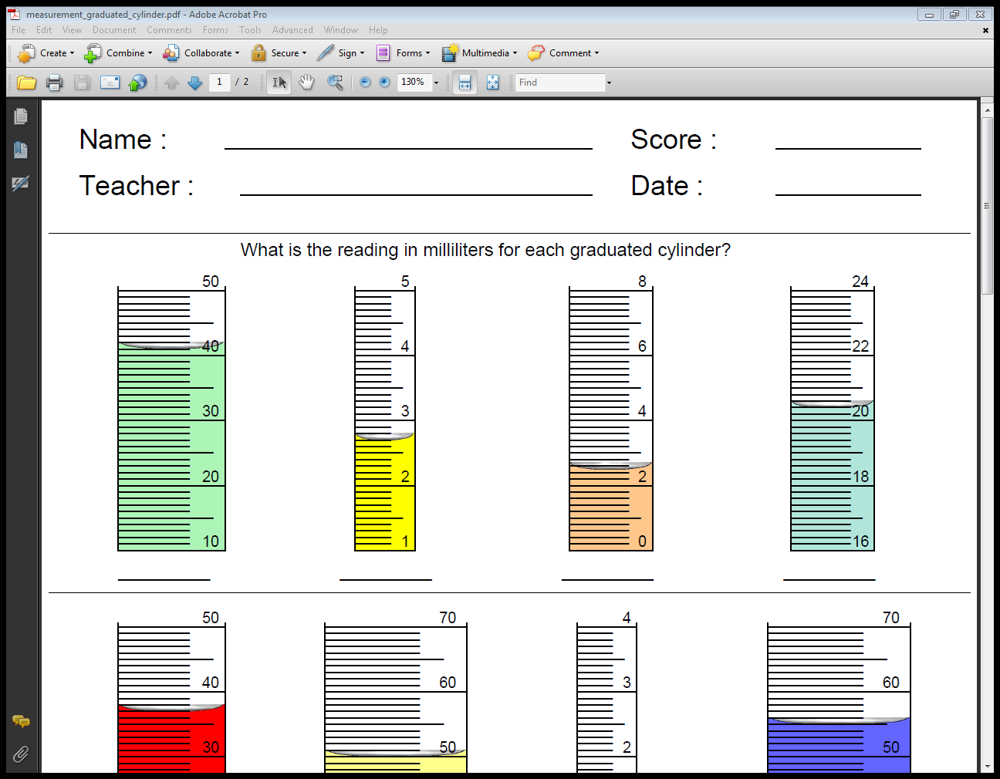 measurement_graduated_cylinder.pdf - Adobe Acrobat Pro
File Edit View Document Comments Forms Tools Advanced Window Help
Create Combine Collaborate Secure Sign Forms Multimedia Comment
1 / 2 130% Find
Name : Score :
Teacher : Date :
What is the reading in milliliters for each graduated cylinder?
50 5 8 24
40 4 6 22
30 3 4 20
20 2 2 18
10 1 0 16
50 70 4 70
40 60 3 60
30 50 2 50